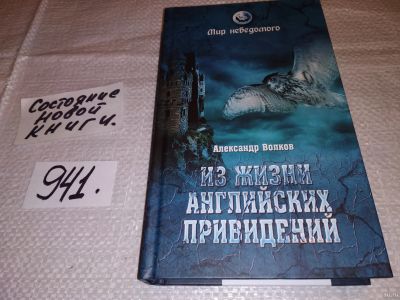 Состояние
новой
книги.
941.
Мир неведомого
Александр Волков
ИЗ ЖИЗНИ
АНГЛИЙСКИХ
ПРИВИДЕНИЙ